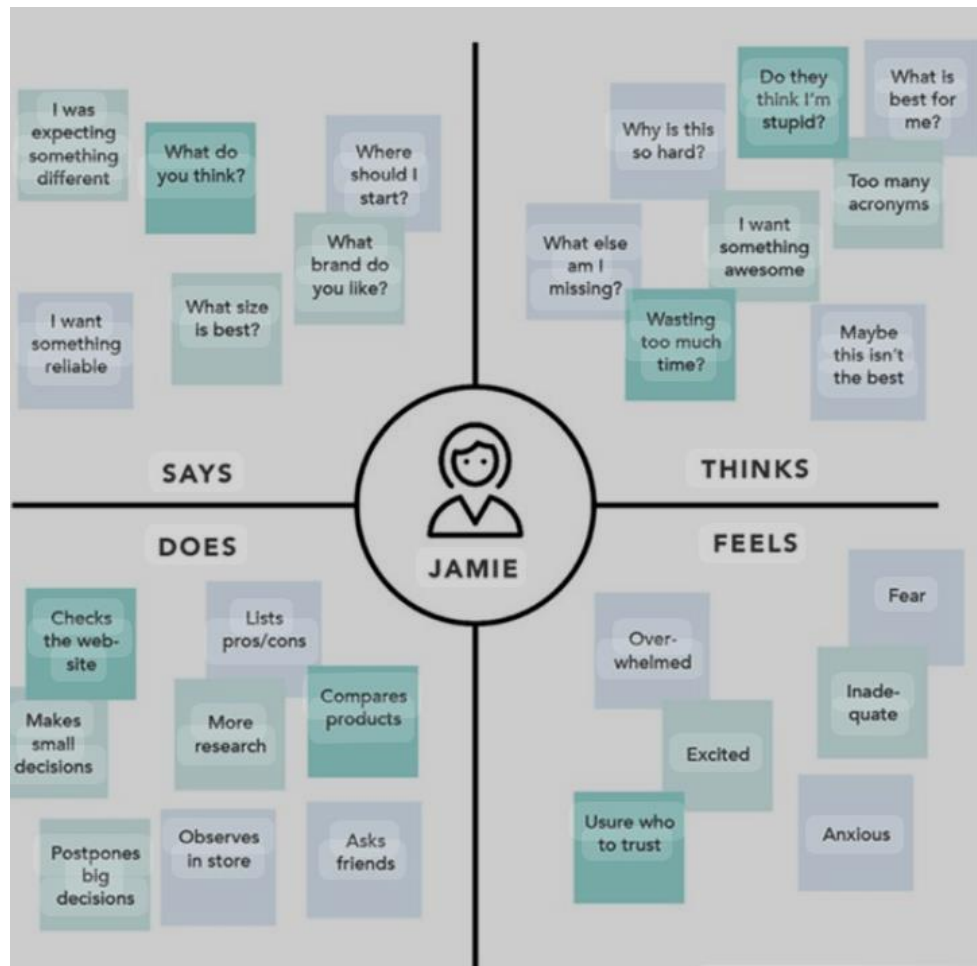 I was
expecting
something
different
What do
you think?
Where
should I
start?
What
brand do
you like?
What size
is best?
I want
something
reliable
SAYS
Do they
think I'm
stupid?
What is
best for
me?
Why is this
so hard?
Too many
acronyms
I want
something
awesome
What else
am I
missing?
Wasting
too much
time?
Maybe
this isn't
the best
THINKS
JAMIE
DOES
Checks
the web-
site
Lists
pros/cons
Compares
products
Makes
small
decisions
More
research
Postpones
big
decisions
Observes
in store
Asks
friends
FEELS
Fear
Over-
whelmed
Inade-
quate
Excited
Usure who
to trust
Anxious